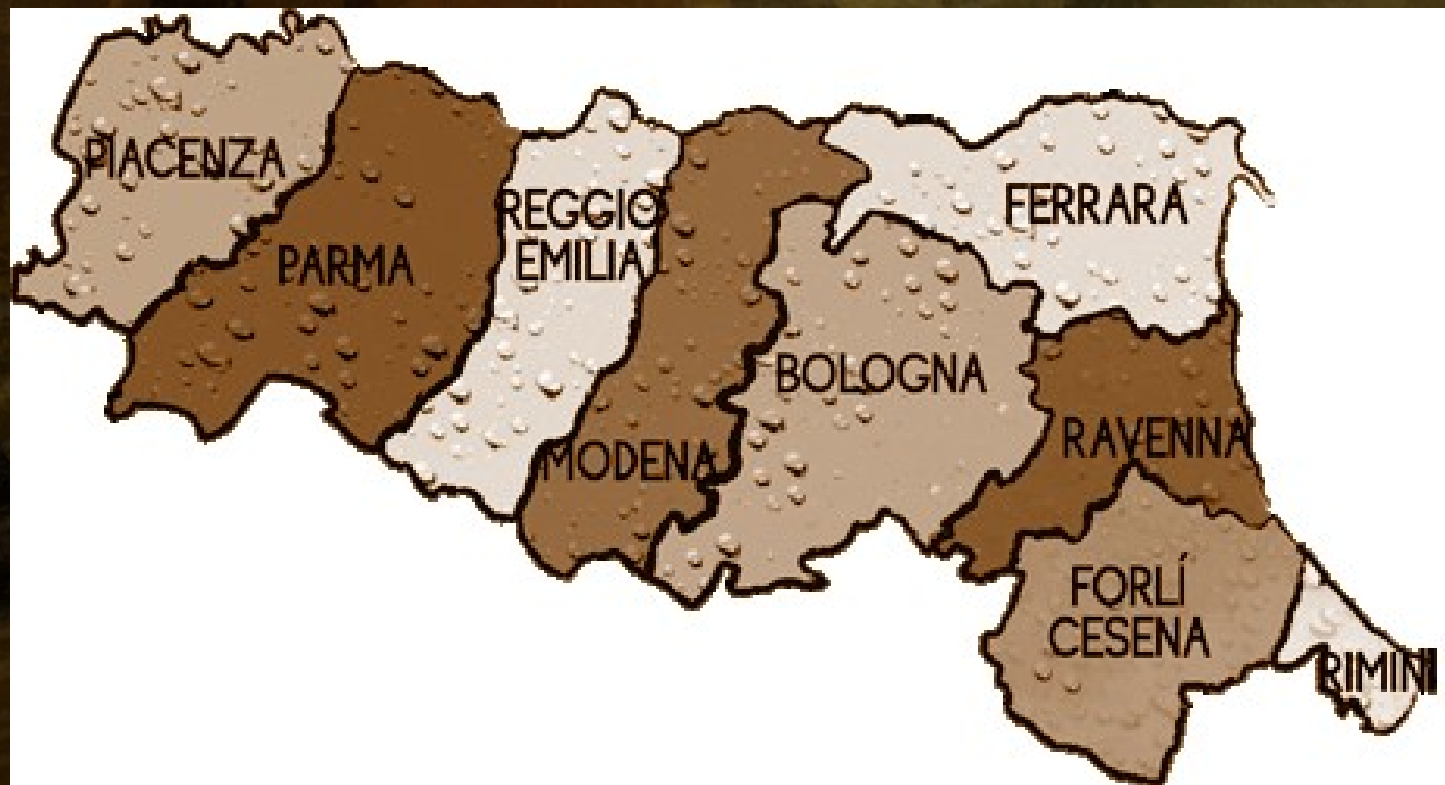 PIACENZA
PARMA
REGGIO
EMILIA
MODENA
BOLOGNA
FERRARA
RAVENNA
FORLÍ
CESENA
RIMINI